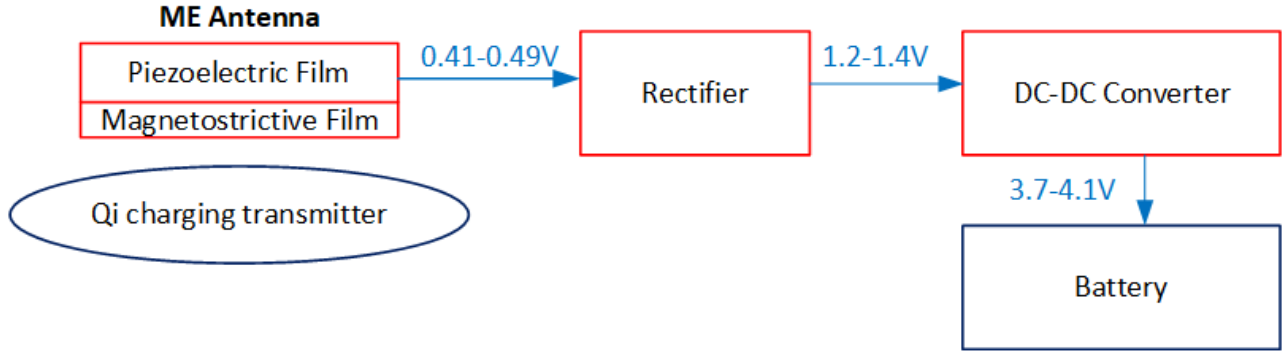 ME Antenna
Piezoelectric Film
Magnetostrictive Film
0.41-0.49V
Rectifier
1.2-1.4V
DC-DC Converter
3.7-4.1V
Qi charging transmitter
Battery